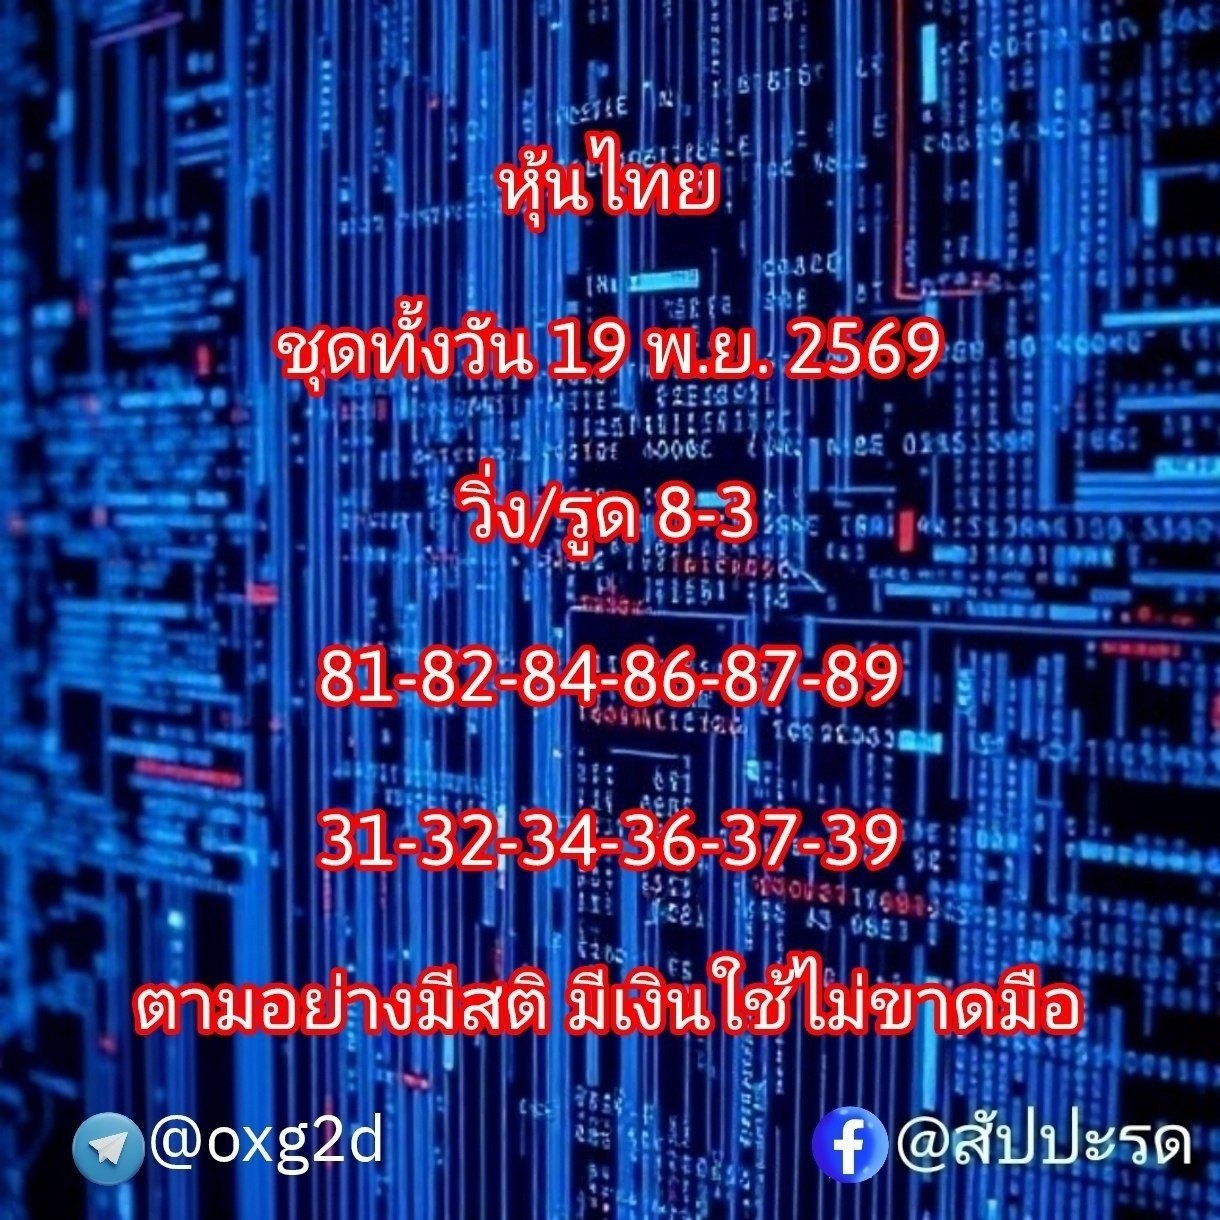 หุ้นไทย
ชุดทั้งวัน 19 พ.ย. 2569
วิ่ง/รูด 8-3
81-82-84-86-87-89
31-32-34-36-37-39
ตามอย่างมีสติ มีเงินใช้ไม่ขาดมือ
@oxg2d
@สัปปะรด